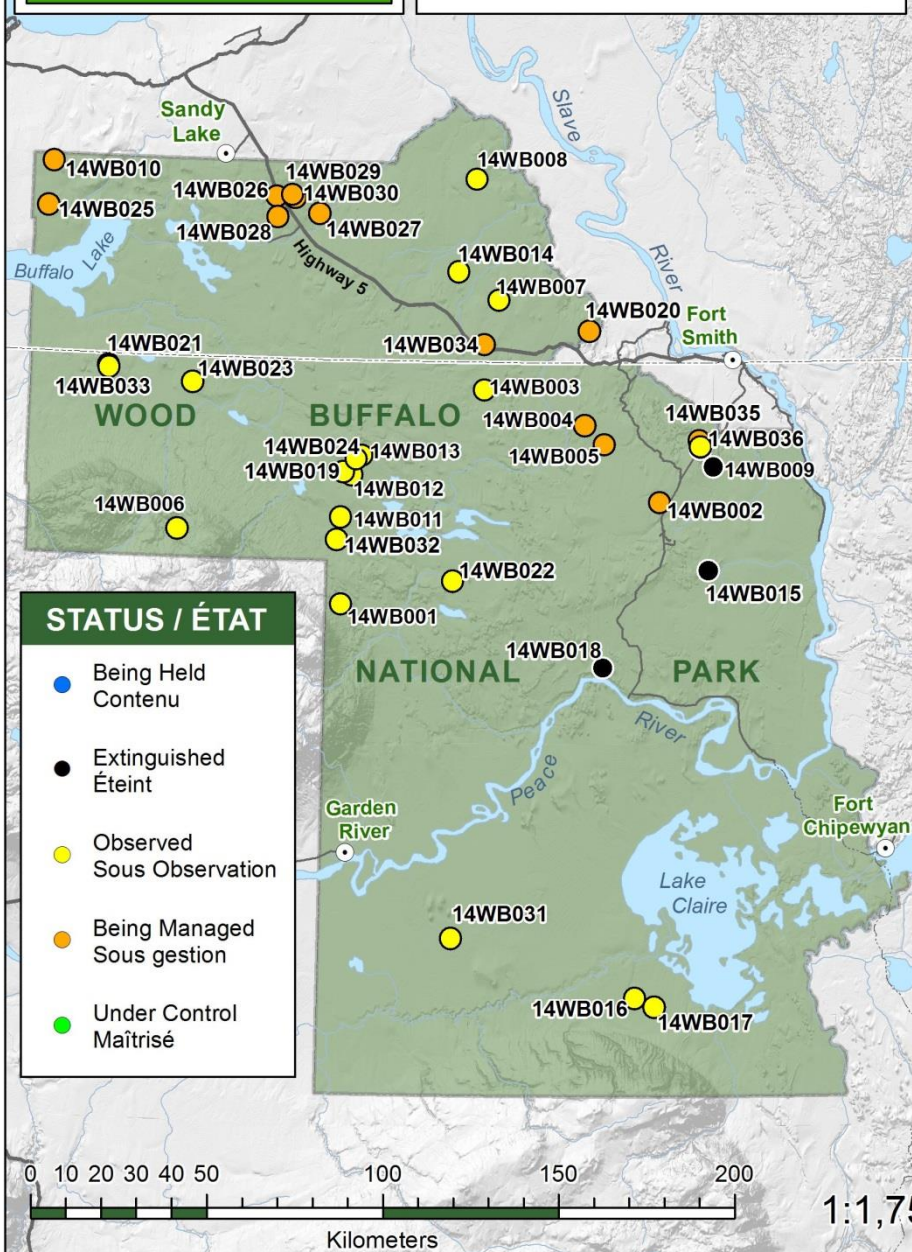 Slave
Sandy
Lake
14WB008
14WB029
14WB010
14WB026
14WB030
14WB025
14WB028
14WB027
River
Buffalo
Lake
Highway 5
14WB014
14WB007
14WB020
Fort
Smith
14WB034
14WB021
14WB033
14WB023
14WB003
WOOD
BUFFALO
14WB004
14WB035
14WB024
14WB013
14WB005
14WB036
14WB019
14WB009
14WB012
14WB006
14WB011
14WB002
14WB032
14WB022
14WB015
14WB001
14WB018
NATIONAL
PARK
River
Peace
Garden
River
Fort
Chipewyan
Lake
Claire
14WB031
14WB016
14WB017
STATUS / ÉTAT
Being Held
Contenu
Extinguished
Éteint
Observed
Sous Observation
Being Managed
Sous gestion
Under Control
Maîtrisé
0 10 20 30 40 50 100 150 200
Kilometers
1:1,75